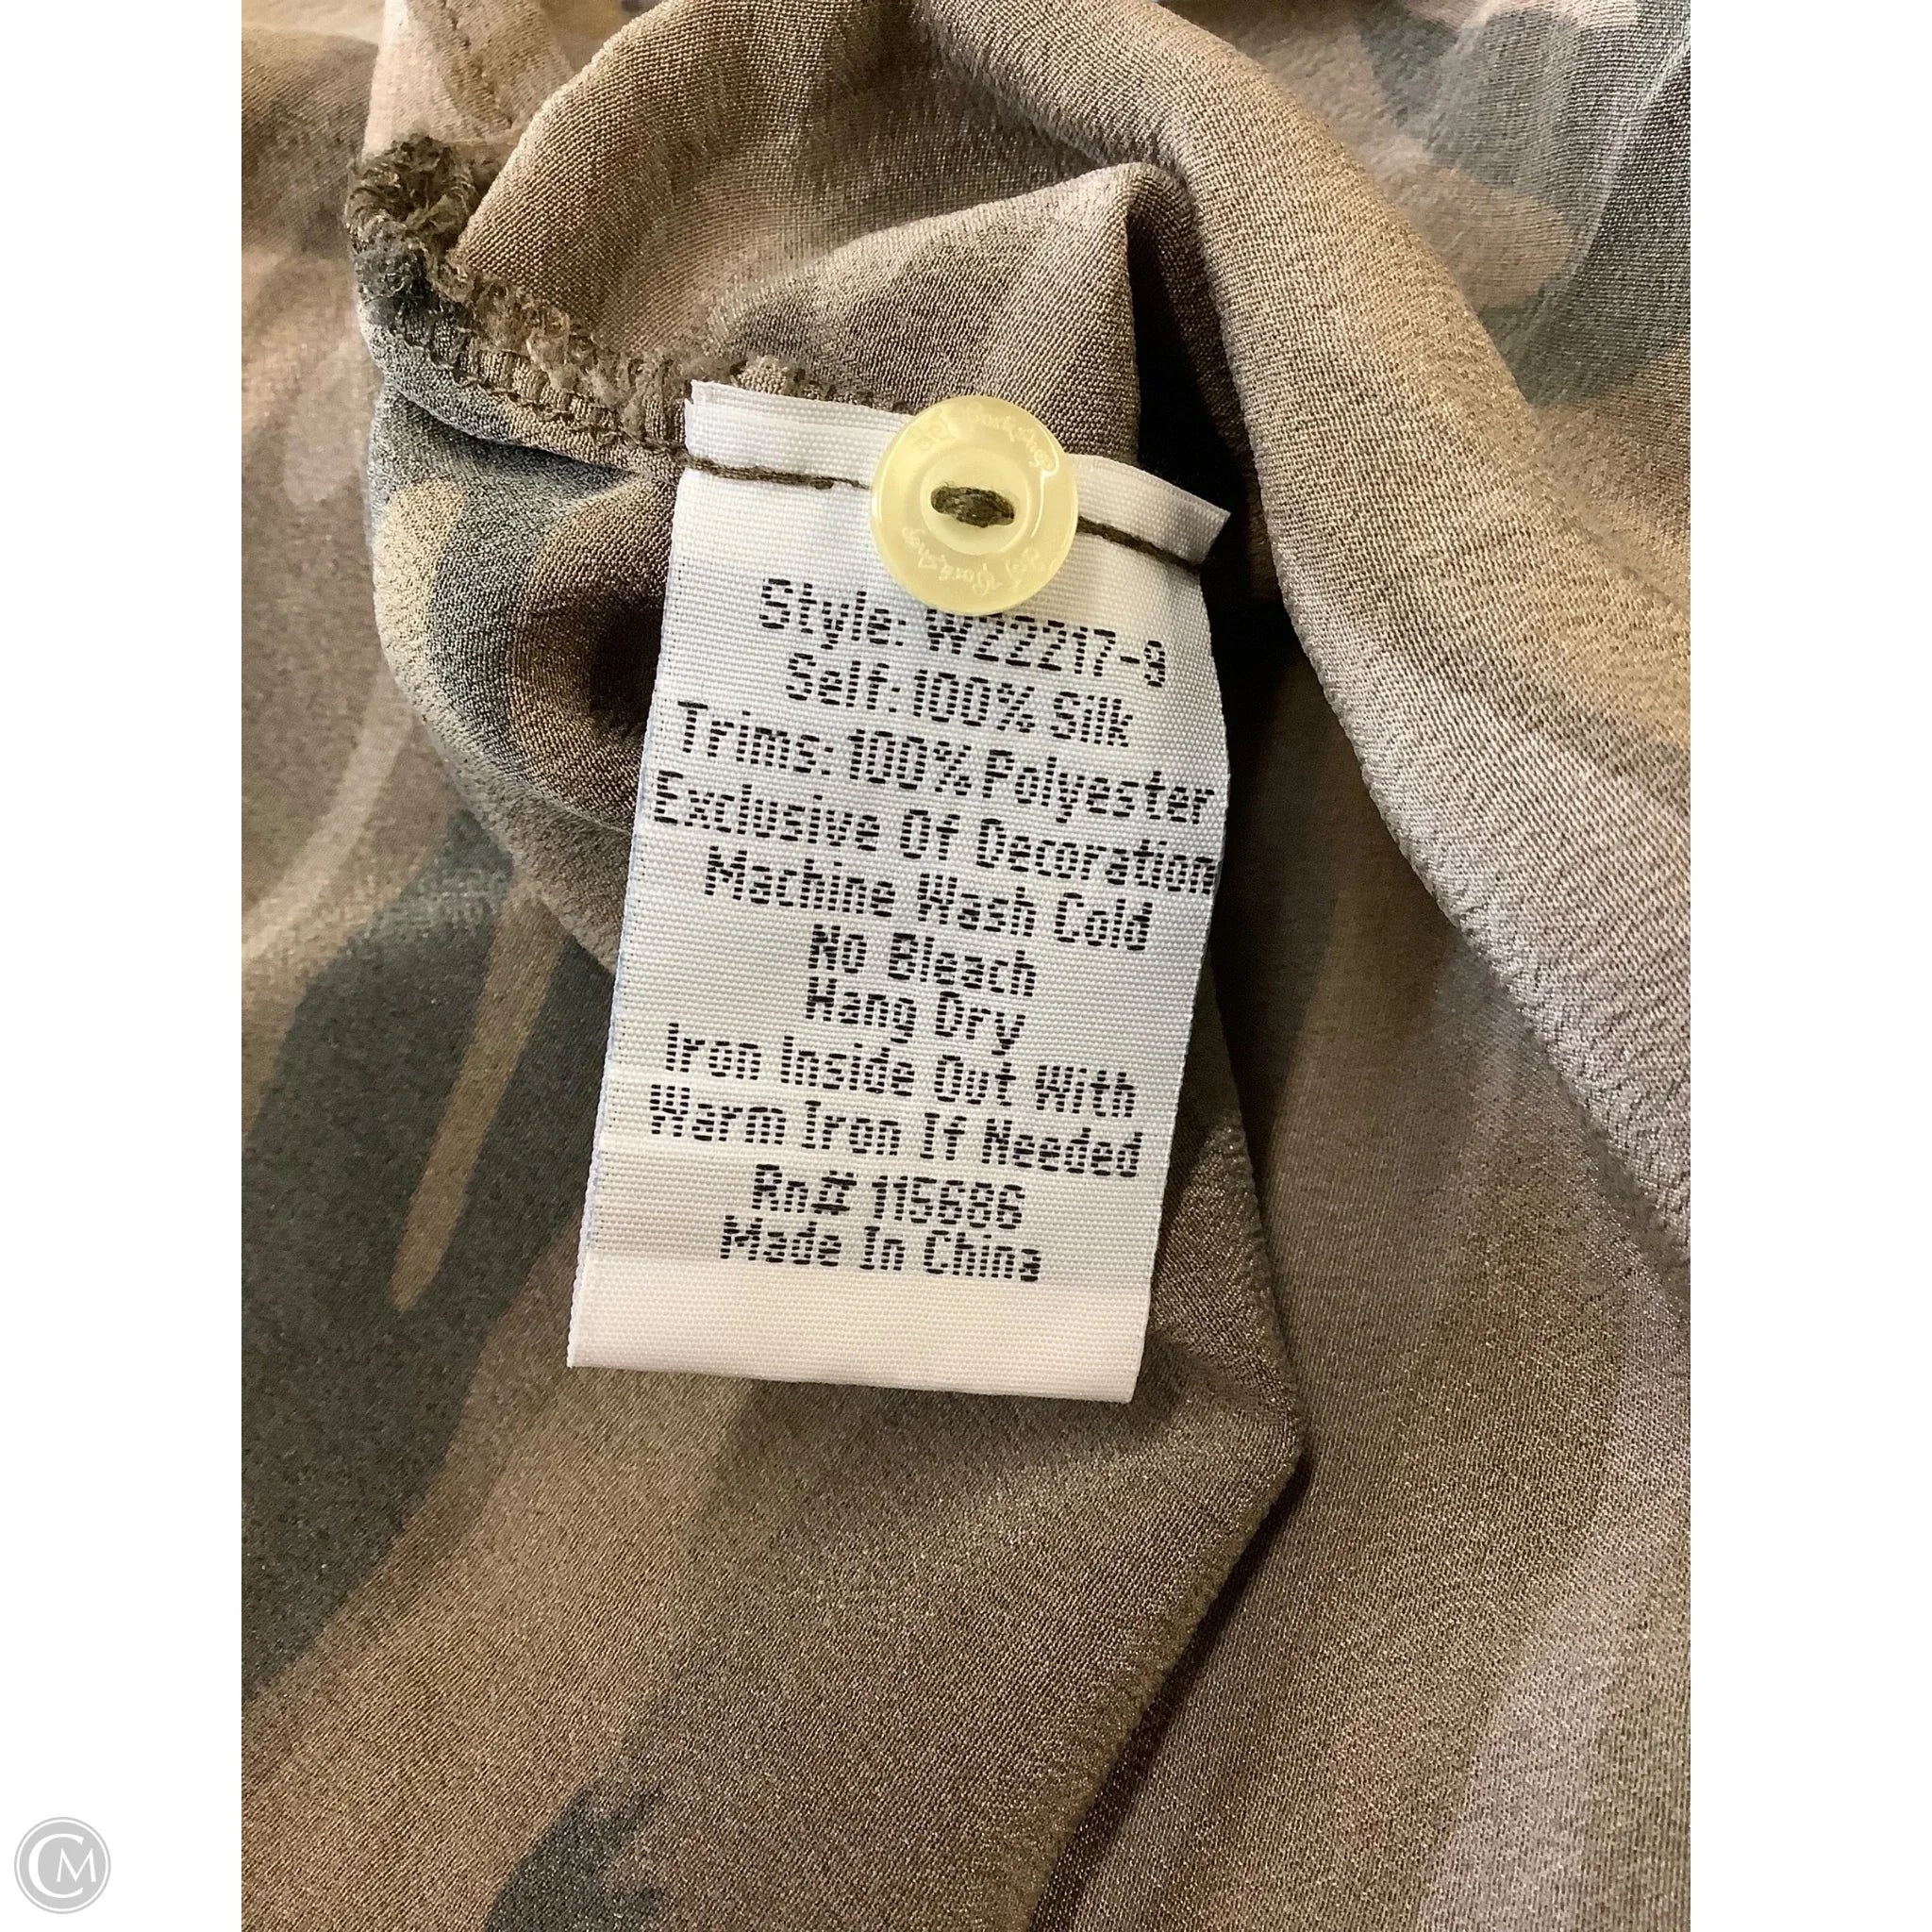 Style: W22217-9
Self:100% Silk
Trims:100% Polyester
Exclusive Of Decoration
Machine Wash Cold
No Bleach
Hang Dry
Iron Inside Out With
Warm Iron If Needed
Rn# 115686
Made In China
CM